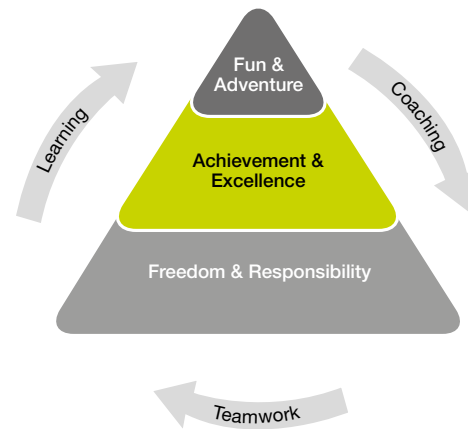 Fun &
Adventure
Learning
Coaching
Achievement &
Excellence
Freedom & Responsibility
Teamwork